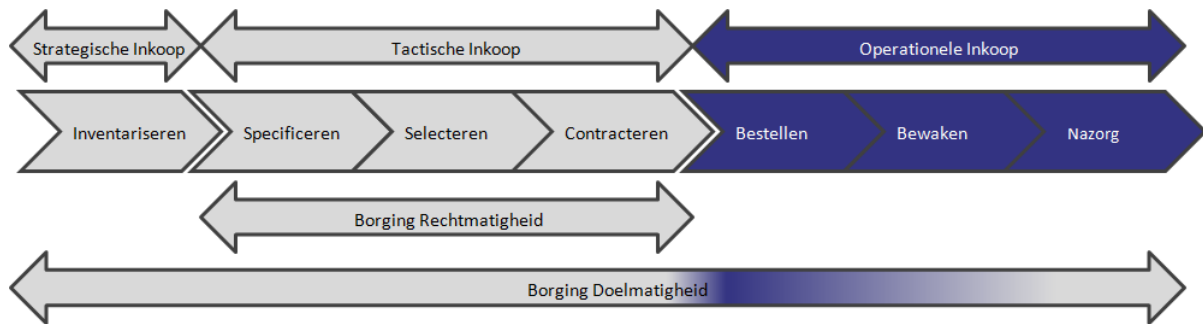 Strategische Inkoop
Tactische Inkoop
Operationele Inkoop
Inventariseren
Specificeren
Selecteren
Contracteren
Bestellen
Bewaken
Nazorg
Borging Rechtmatigheid
Borging Doelmatigheid